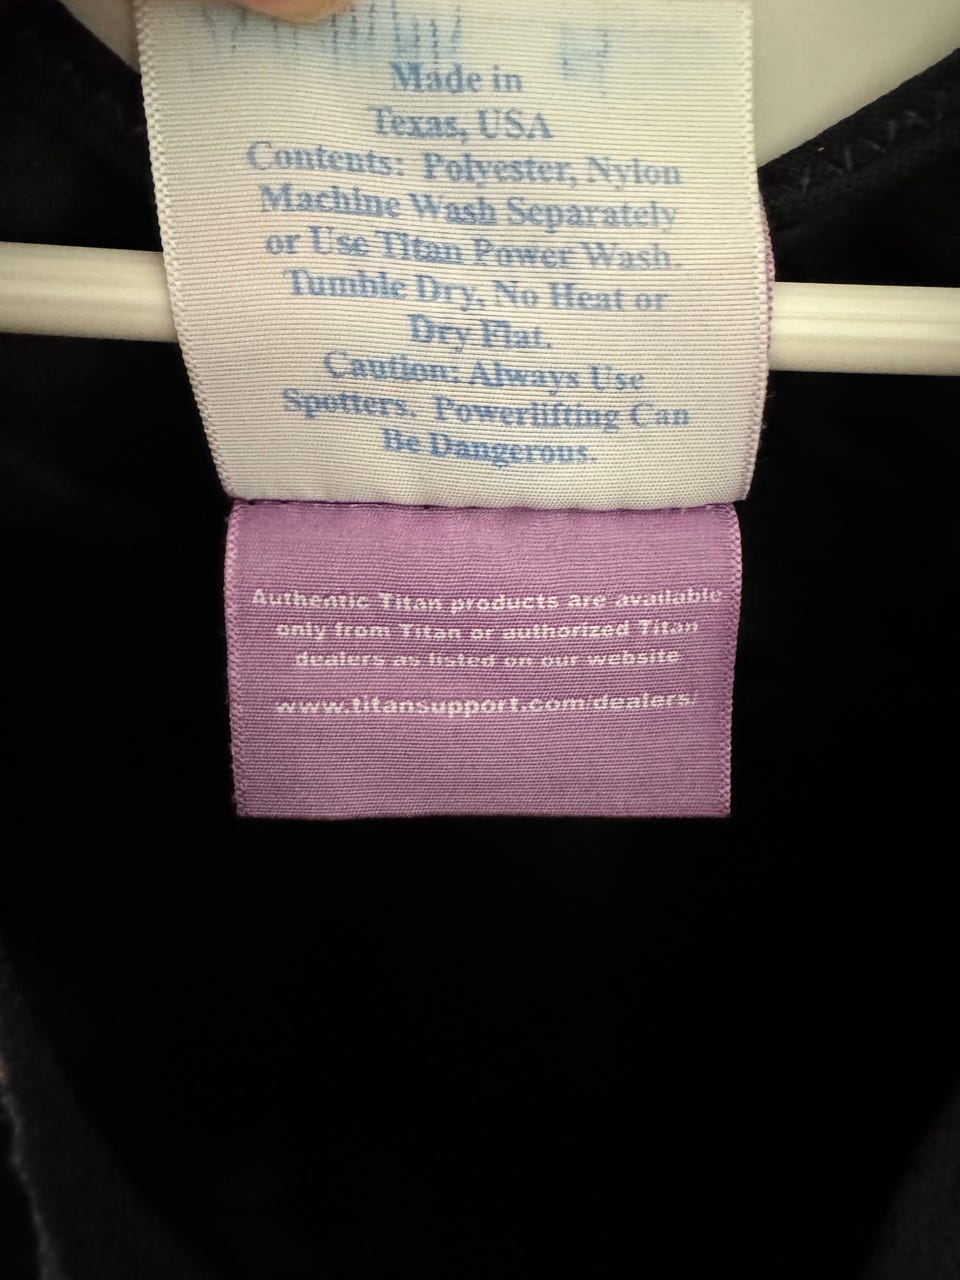 Made in
Texas, USA
Contents: Polyester, Nylon
Machine Wash Separately
or Use Titan Power Wash.
Tumble Dry, No Heat or
Dry Flat.
Caution: Always Use
Spotters. Powerlifting Can
Be Dangerous.
Authentic Titan products are available
only from Titan or authorized Titan
dealers as listed on our website
www.titansupport.com/dealers/